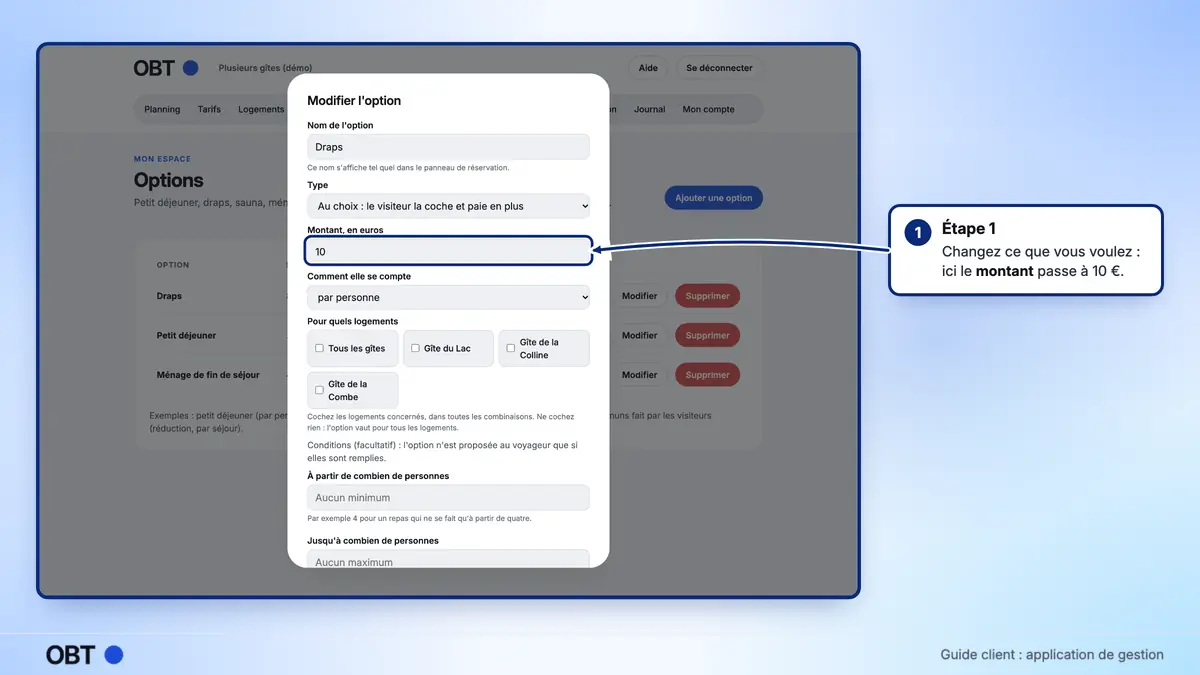 OBT
Plusieurs gîtes (démo)
Aide
Se déconnecter
Planning
Tarifs
Logements
Journal
Mon compte
MON ESPACE
Options
Petit déjeuner, draps, sauna,
Ajouter une option
OPTION
Draps
Modifier
Supprimer
Petit déjeuner
Modifier
Supprimer
Ménage de fin de séjour
Modifier
Supprimer
Exemples : petit déjeuner (par
fait par les visiteurs
(réduction, par séjour).
Modifier l'option
Nom de l'option
Draps
Ce nom s'affiche tel quel dans le panneau de réservation.
Type
Au choix : le visiteur la coche et paie en plus
Montant, en euros
10
Comment elle se compte
par personne
Pour quels logements
Tous les gîtes
Gîte du Lac
Gîte de la
Colline
Gîte de la
Combe
Cochez les logements concernés, dans toutes les combinaisons. Ne cochez
rien : l'option vaut pour tous les logements.
Conditions (facultatif) : l'option n'est proposée au voyageur que si
elles sont remplies.
À partir de combien de personnes
Aucun minimum
Par exemple 4 pour un repas qui ne se fait qu'à partir de quatre.
Jusqu'à combien de personnes
Aucun maximum
1
Étape 1
Changez ce que vous voulez :
ici le montant passe à 10 €.
OBT
Guide client : application de gestion